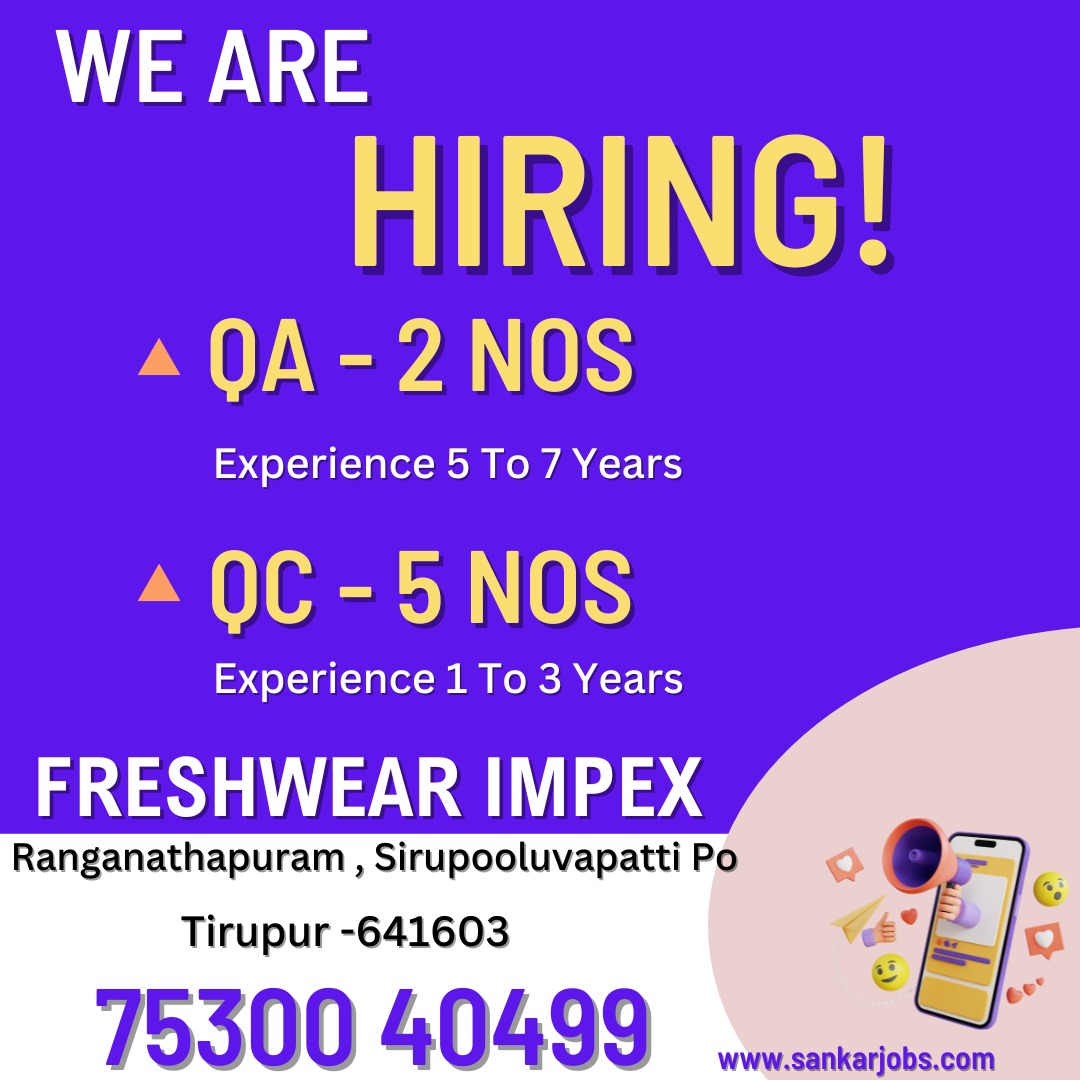 WE ARE
HIRING!
QA - 2 NOS
Experience 5 To 7 Years
QC - 5 NOS
Experience 1 To 3 Years
FRESHWEAR IMPEX
Ranganathapuram , Sirupooluvapatti Po
Tirupur -641603
75300 40499
www.sankarjobs.com